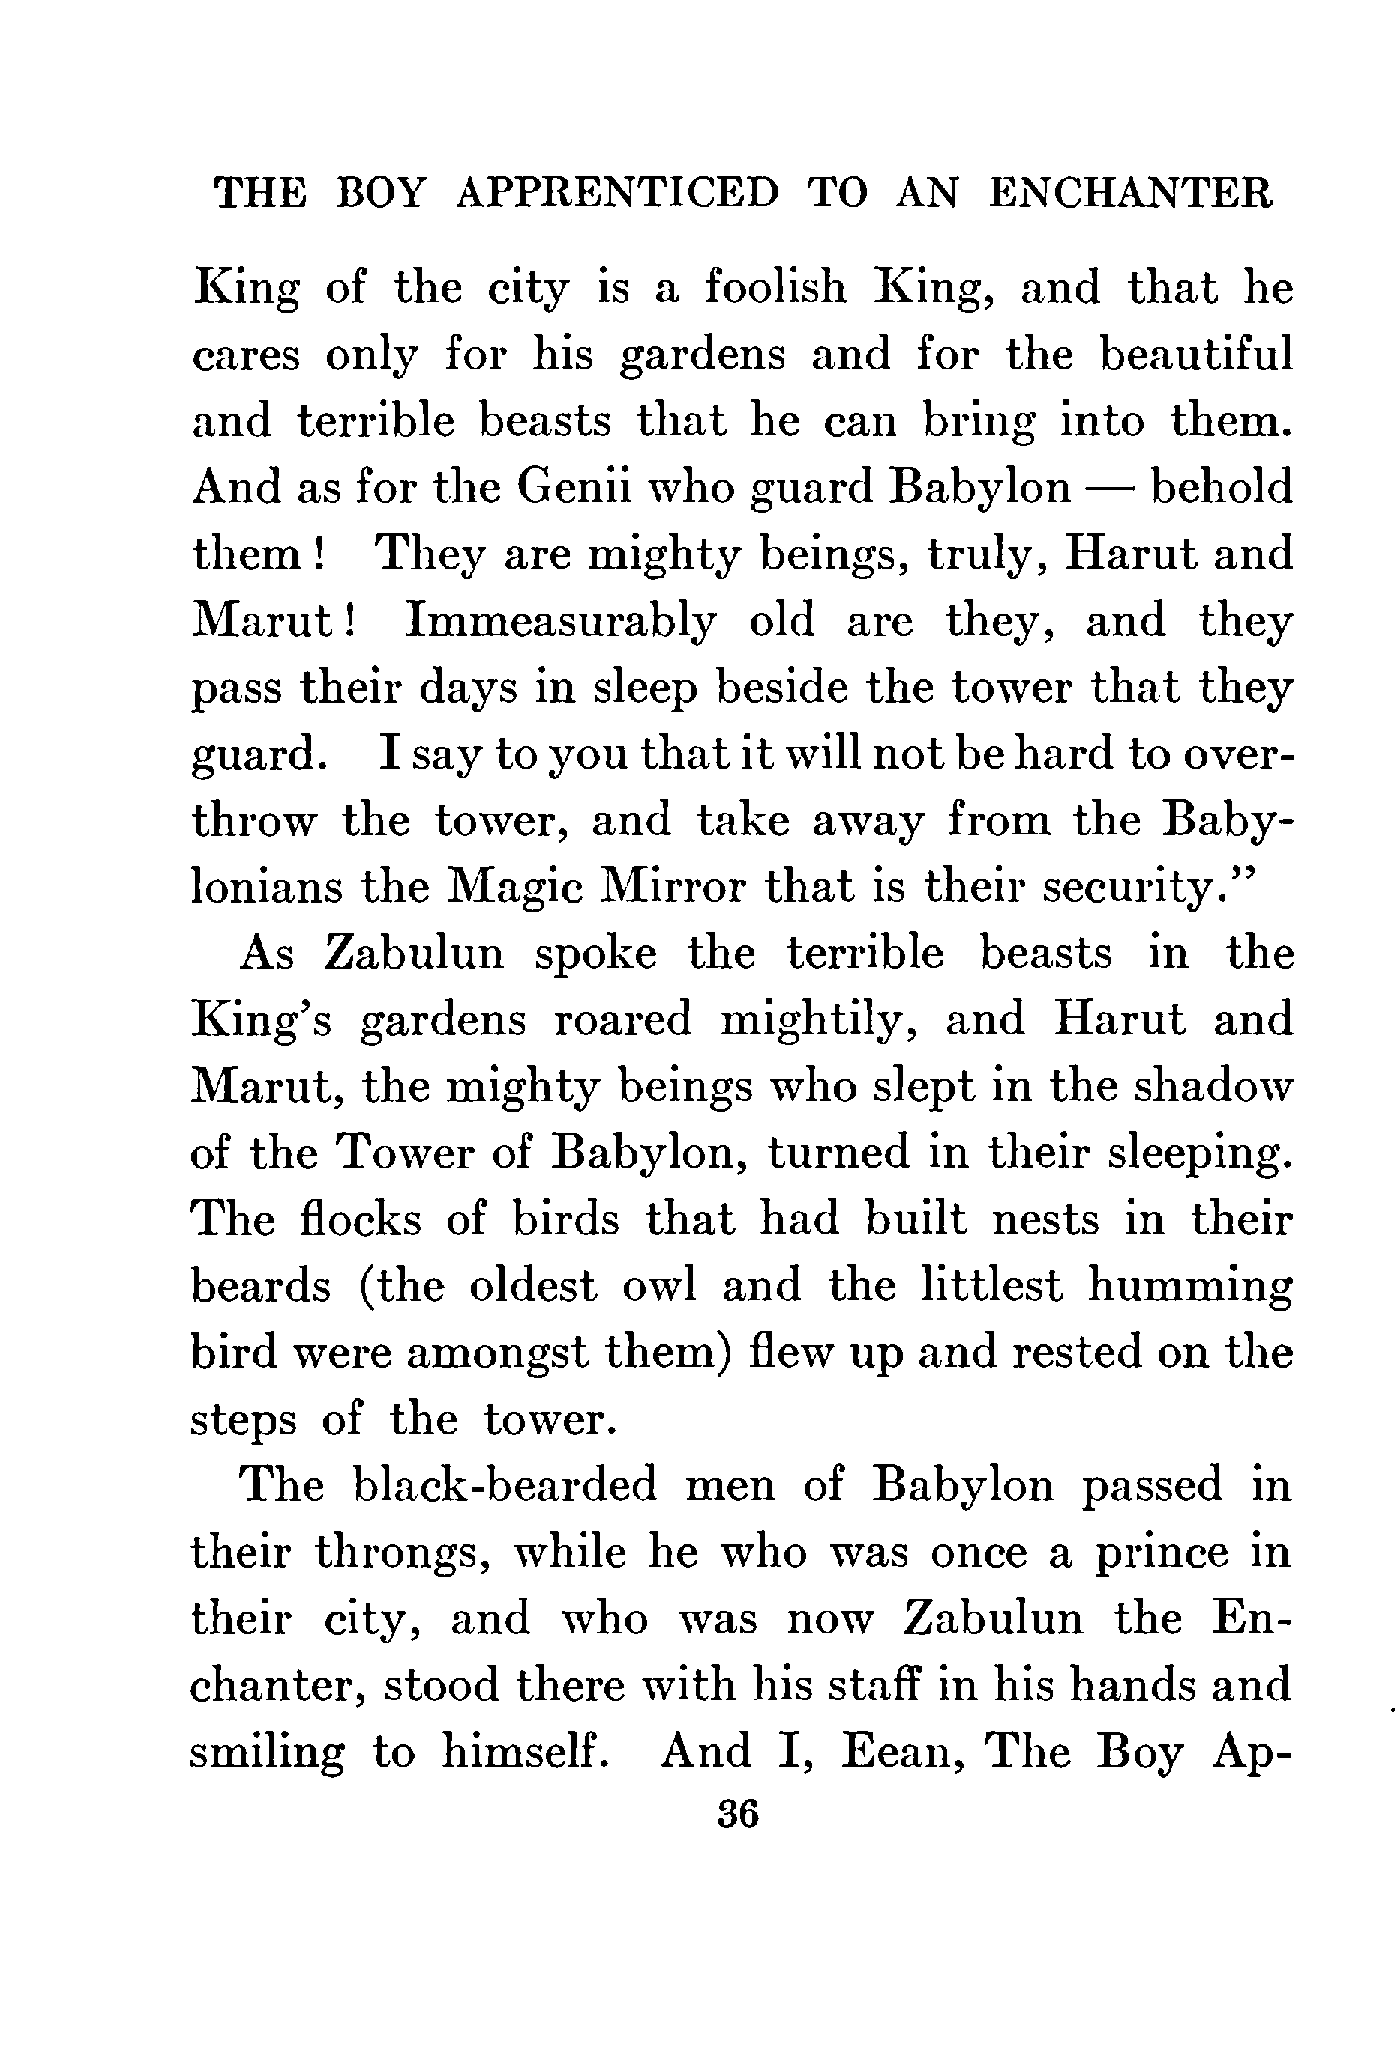 THE BOY APPRENTICED TO AN ENCHANTER
King of the city is a foolish King, and that he
cares only for his gardens and for the beautiful
and terrible beasts that he can bring into them.
And as for the Genii who guard Babylon — behold
them! They are mighty beings, truly, Harut and
Marut! Immeasurably old are they, and they
pass their days in sleep beside the tower that they
guard. I say to you that it will not be hard to over-
throw the tower, and take away from the Baby-
lonians the Magic Mirror that is their security.”
As Zabulun spoke the terrible beasts in the
King’s gardens roared mightily, and Harut and
Marut, the mighty beings who slept in the shadow
of the Tower of Babylon, turned in their sleeping.
The flocks of birds that had built nests in their
beards (the oldest owl and the littlest humming
bird were amongst them) flew up and rested on the
steps of the tower.
The black-bearded men of Babylon passed in
their throngs, while he who was once a prince in
their city, and who was now Zabulun the En-
chanter, stood there with his staff in his hands and
smiling to himself. And I, Eean, The Boy Ap-
36